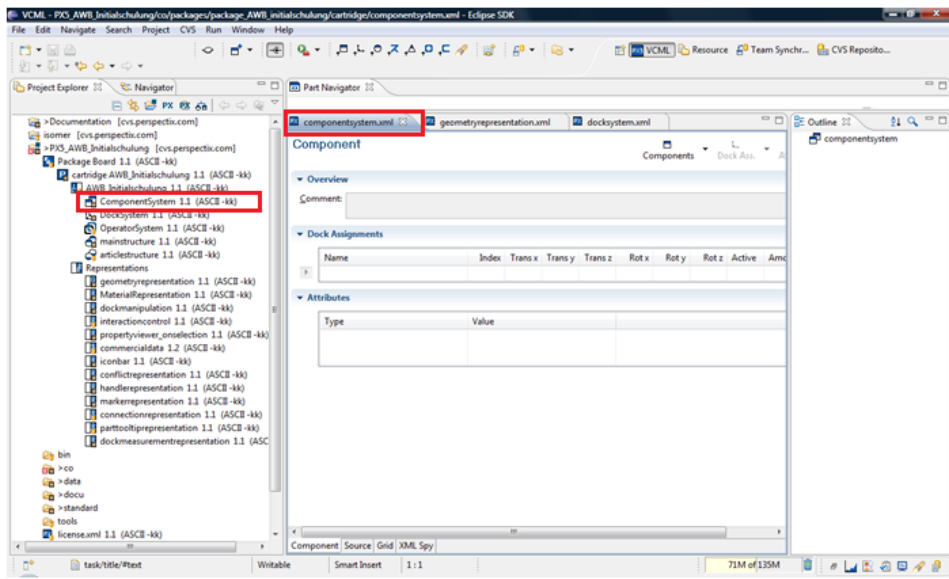 VCML - PX5_AWB_Initialschulung/co/packages/package_AWB_initialschulung/cartridge/componentsystem.xml - Eclipse SDK
File Edit Navigate Search Project CVS Run Window Help
VCML Resource Team Synchr... CVS Reposito...
Project Explorer Navigator
PX
>Documentation [cvs.perspectix.com]
isomer [cvs.perspectix.com]
>PX5_AWB_Initialschulung [cvs.perspectix.com]
Package Board 1.1 (ASCII -kk)
cartridge AWB_Initialschulung 1.1 (ASCII -kk)
AWB_Initialschulung 1.1 (ASCII -kk)
ComponentSystem 1.1 (ASCII -kk)
DockSystem 1.1 (ASCII -kk)
OperatorSystem 1.1 (ASCII -kk)
mainstructure 1.1 (ASCII -kk)
articlestructure 1.1 (ASCII -kk)
Representations
geometryrepresentation 1.1 (ASCII -kk)
MaterialRepresentation 1.1 (ASCII -kk)
dockmanipulation 1.1 (ASCII -kk)
interactioncontrol 1.1 (ASCII -kk)
propertyviewer_onselection 1.1 (ASCII -kk)
commercialdata 1.2 (ASCII -kk)
iconbar 1.1 (ASCII -kk)
conflictrepresentation 1.1 (ASCII -kk)
handlerepresentation 1.1 (ASCII -kk)
markerrepresentation 1.1 (ASCII -kk)
connectionrepresentation 1.1 (ASCII -kk)
parttooltiprepresentation 1.1 (ASCII -kk)
dockmeasurementrepresentation 1.1 (ASC
bin
>co
>data
>docu
>standard
tools
license.xml 1.1 (ASCII -kk)
Part Navigator
componentsystem.xml geometryrepresentation.xml docksystem.xml
Component
Components Dock Ass. A
Overview
Comment:
Dock Assignments
Name Index Trans x Trans y Trans z Rot x Rot y Rot z Active Amo
Attributes
Type Value
Component Source Grid XML Spy
Outline
componentsystem
task/title/#text Writable Smart Insert 1:1 71M of 135M